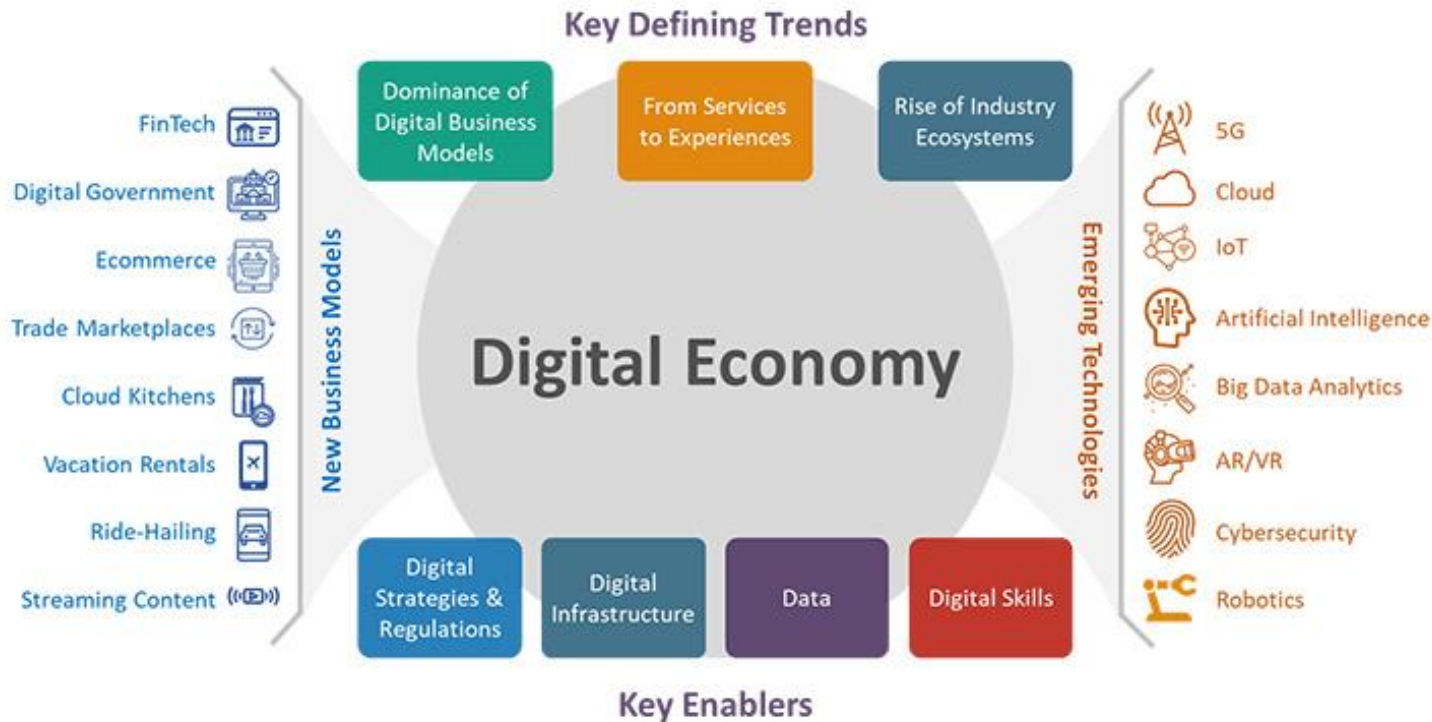 Key Defining Trends
Dominance of
Digital Business
Models
From Services
to Experiences
Rise of Industry
Ecosystems
FinTech
Digital Government
Ecommerce
Trade Marketplaces
Cloud Kitchens
Vacation Rentals
Ride-Hailing
Streaming Content
New Business Models
Digital Economy
Emerging Technologies
5G
Cloud
IoT
Artificial Intelligence
Big Data Analytics
AR/VR
Cybersecurity
Robotics
Digital
Strategies &
Regulations
Digital
Infrastructure
Data
Digital Skills
Key Enablers